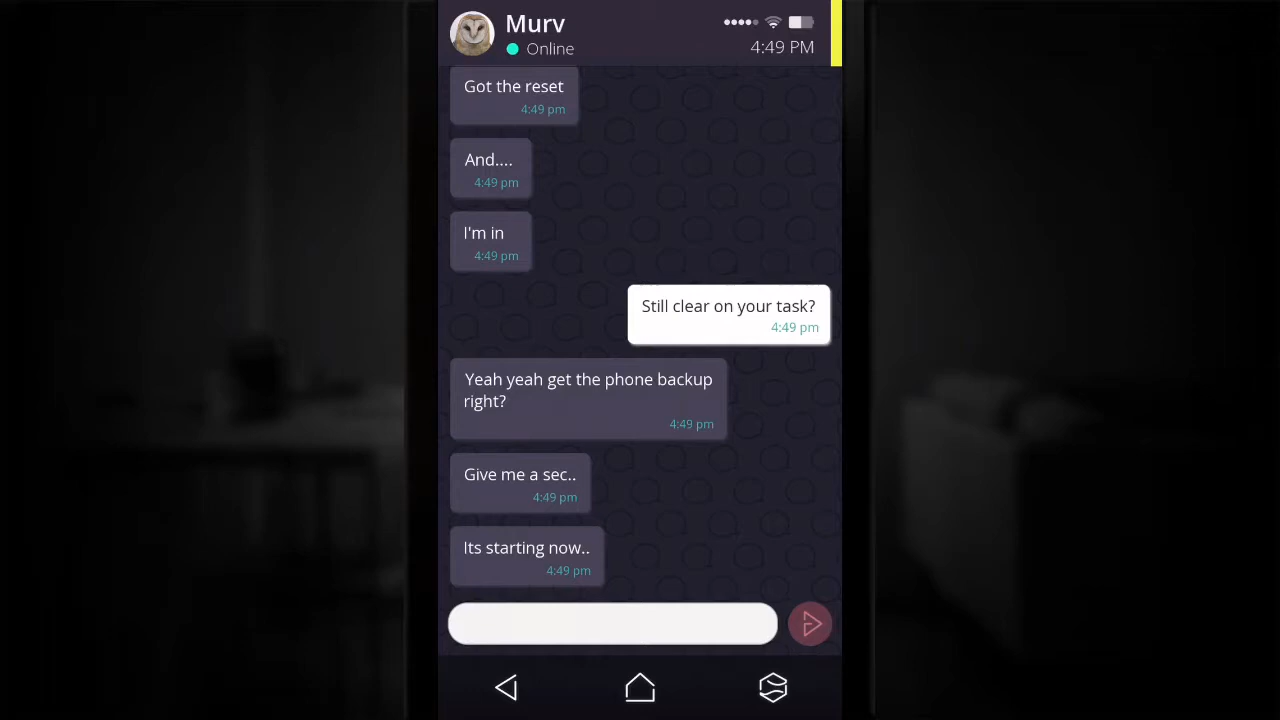 Murv
Online
4:49 PM
Got the reset
4:49 pm
And....
4:49 pm
I'm in
4:49 pm
Still clear on your task?
4:49 pm
Yeah yeah get the phone backup
right?
4:49 pm
Give me a sec..
4:49 pm
Its starting now..
4:49 pm